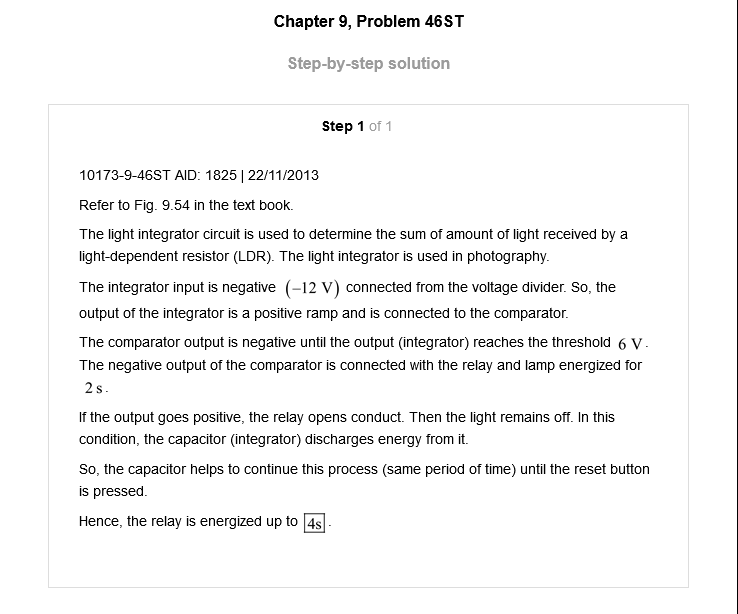 Chapter 9, Problem 46ST
Step-by-step solution
Step 1 of 1
10173-9-46ST AID: 1825 | 22/11/2013
Refer to Fig. 9.54 in the text book.
The light integrator circuit is used to determine the sum of amount of light received by a
light-dependent resistor (LDR). The light integrator is used in photography.
The integrator input is negative (−12 V) connected from the voltage divider. So, the
output of the integrator is a positive ramp and is connected to the comparator.
The comparator output is negative until the output (integrator) reaches the threshold 6 V.
The negative output of the comparator is connected with the relay and lamp energized for
2 s.
If the output goes positive, the relay opens conduct. Then the light remains off. In this
condition, the capacitor (integrator) discharges energy from it.
So, the capacitor helps to continue this process (same period of time) until the reset button
is pressed.
Hence, the relay is energized up to 4s.